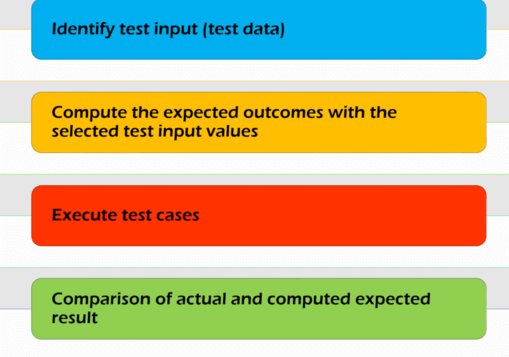 Identify test input (test data)
Compute the expected outcomes with the
selected test input values
Execute test cases
Comparison of actual and computed expected
result